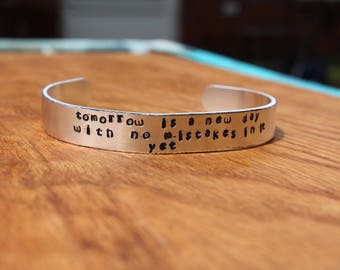 tomorrow is a new day
with no mistakes in it
yet